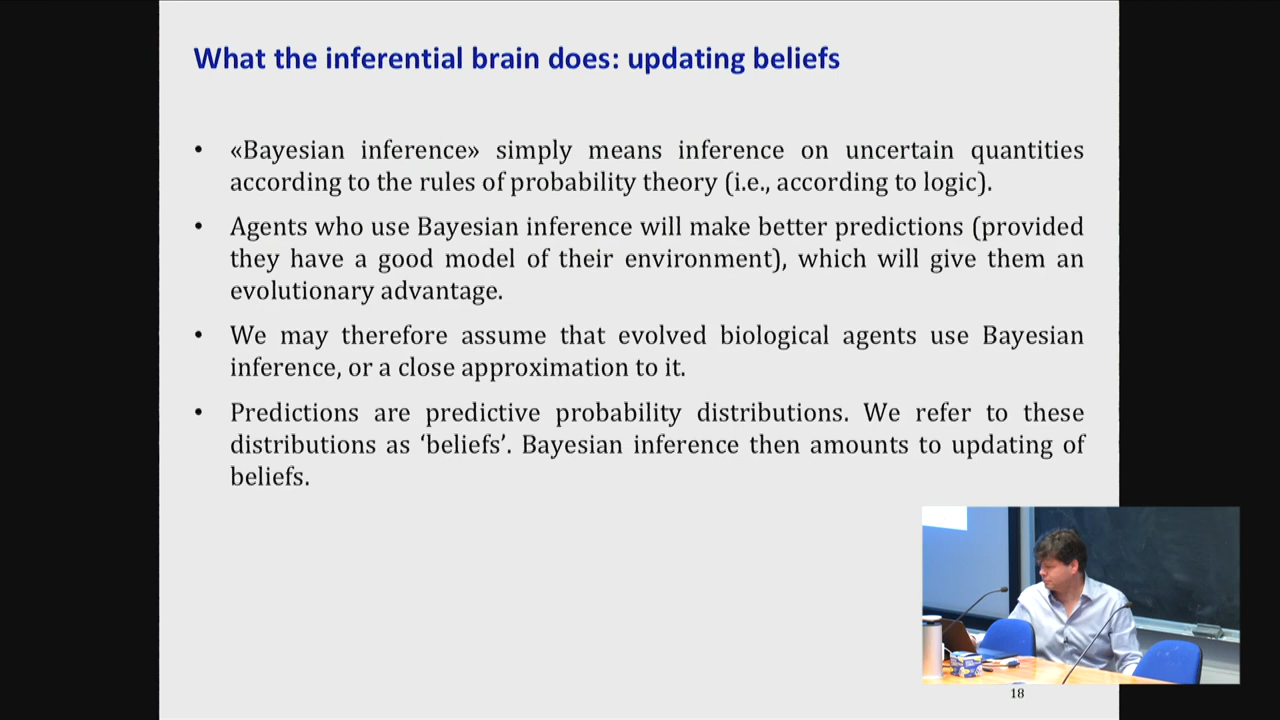 What the inferential brain does: updating beliefs
• «Bayesian inference» simply means inference on uncertain quantities
according to the rules of probability theory (i.e., according to logic).
• Agents who use Bayesian inference will make better predictions (provided
they have a good model of their environment), which will give them an
evolutionary advantage.
• We may therefore assume that evolved biological agents use Bayesian
inference, or a close approximation to it.
• Predictions are predictive probability distributions. We refer to these
distributions as ‘beliefs’. Bayesian inference then amounts to updating of
beliefs.
18